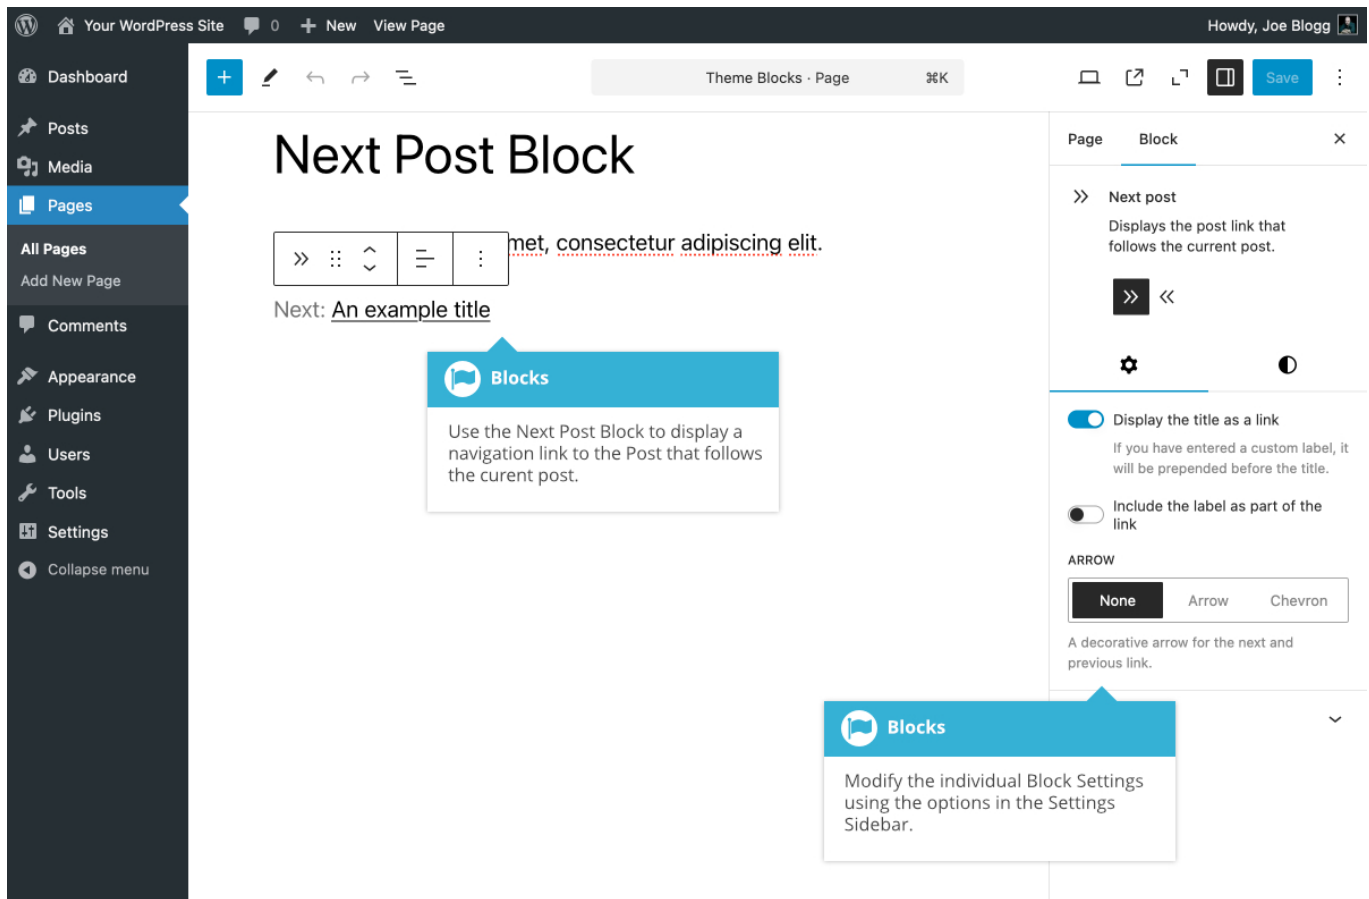 Your WordPress Site 0 New View Page Howdy, Joe Blogg
Dashboard
Posts
Media
Pages
All Pages
Add New Page
Comments
Appearance
Plugins
Users
Tools
Settings
Collapse menu
Theme Blocks · Page ⌘K Save
Next Post Block
met, consectetur adipiscing elit.
Next: An example title
Blocks
Use the Next Post Block to display a
navigation link to the Post that follows
the curent post.
Page Block
Next post
Displays the post link that
follows the current post.
Display the title as a link
If you have entered a custom label, it
will be prepended before the title.
Include the label as part of the
link
ARROW
None Arrow Chevron
A decorative arrow for the next and
previous link.
Blocks
Modify the individual Block Settings
using the options in the Settings
Sidebar.